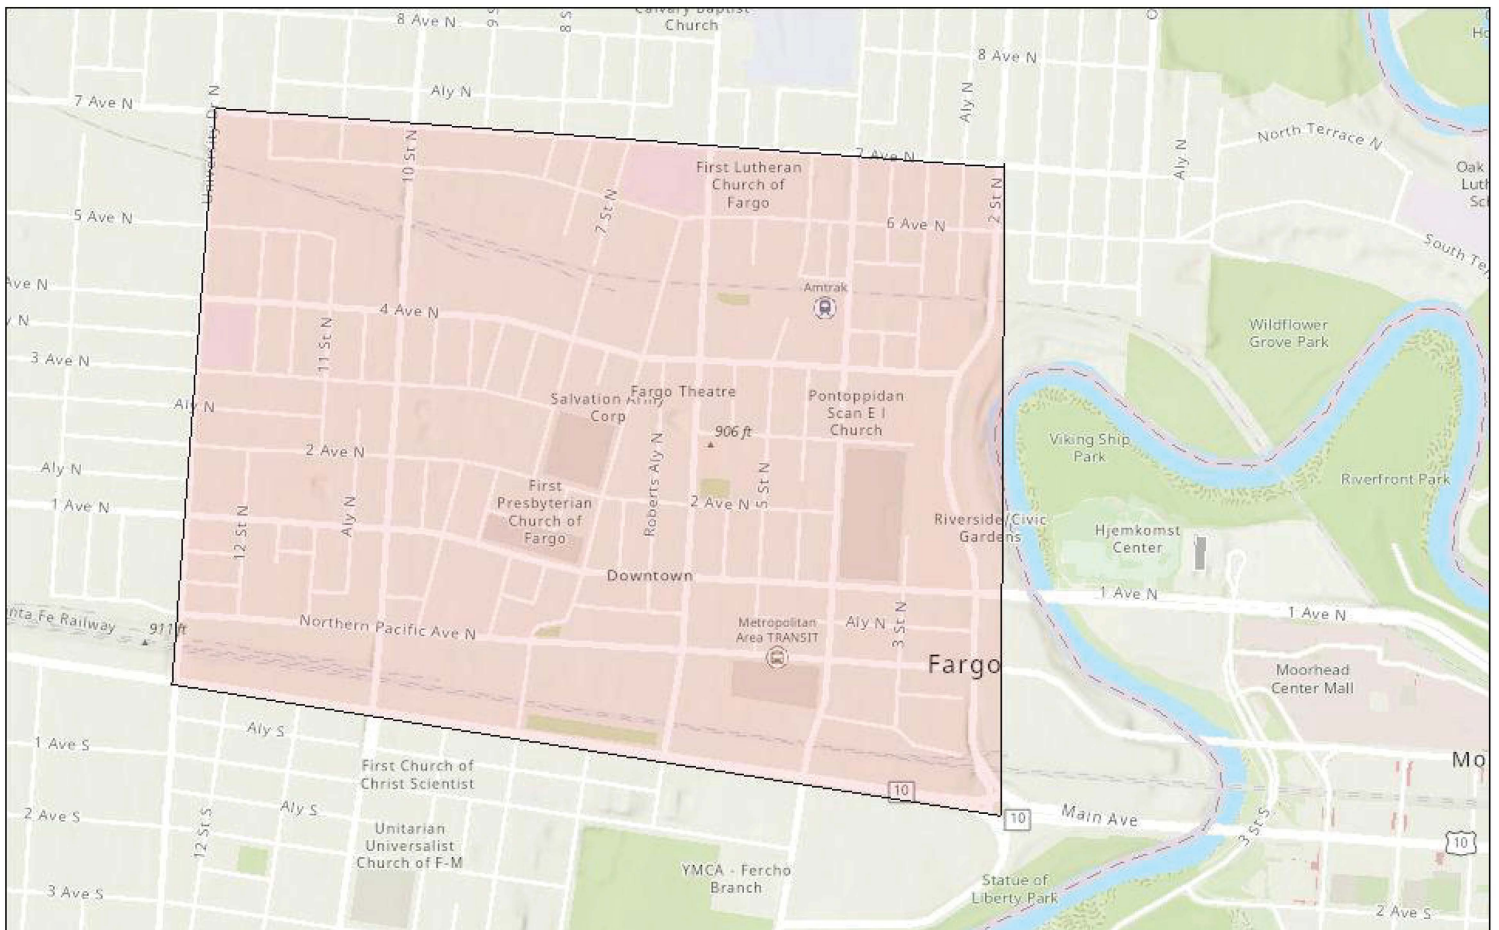 8 Ave N
9 S
8 S
Calvary Baptist
Church
8 Ave N
Aly N
Aly N
7 Ave N
University Dr N
10 St N
North Terrace N
Aly N
7 Ave N
First Lutheran
Church of
Fargo
Oak
Luth
Sch
2 St N
7 St N
5 Ave N
6 Ave N
South Te
Ave N
Amtrak
4 Ave N
Wildflower
Grove Park
11 St N
3 Ave N
Fargo Theatre
Salvation Army
Corp
Pontoppidan
Scan E l
Church
Aly N
906 ft
Viking Ship
Park
2 Ave N
Aly N
Riverfront Park
First
Presbyterian
Church of
Fargo
Roberts Aly N
5 St N
2 Ave N
1 Ave N
12 St N
Aly N
Riverside/Civic
Gardens
Hjemkomst
Center
Downtown
1 Ave N
1 Ave N
nta Fe Railway
911 ft
Northern Pacific Ave N
Metropolitan
Area TRANSIT
Aly N
3 St N
Fargo
Moorhead
Center Mall
Aly S
1 Ave S
First Church of
Christ Scientist
Mo
10
10
Main Ave
Aly S
2 Ave S
12 St S
Unitarian
Universalist
Church of F-M
3 St S
10
YMCA - Fercho
Branch
Statue of
Liberty Park
3 Ave S
2 Ave S